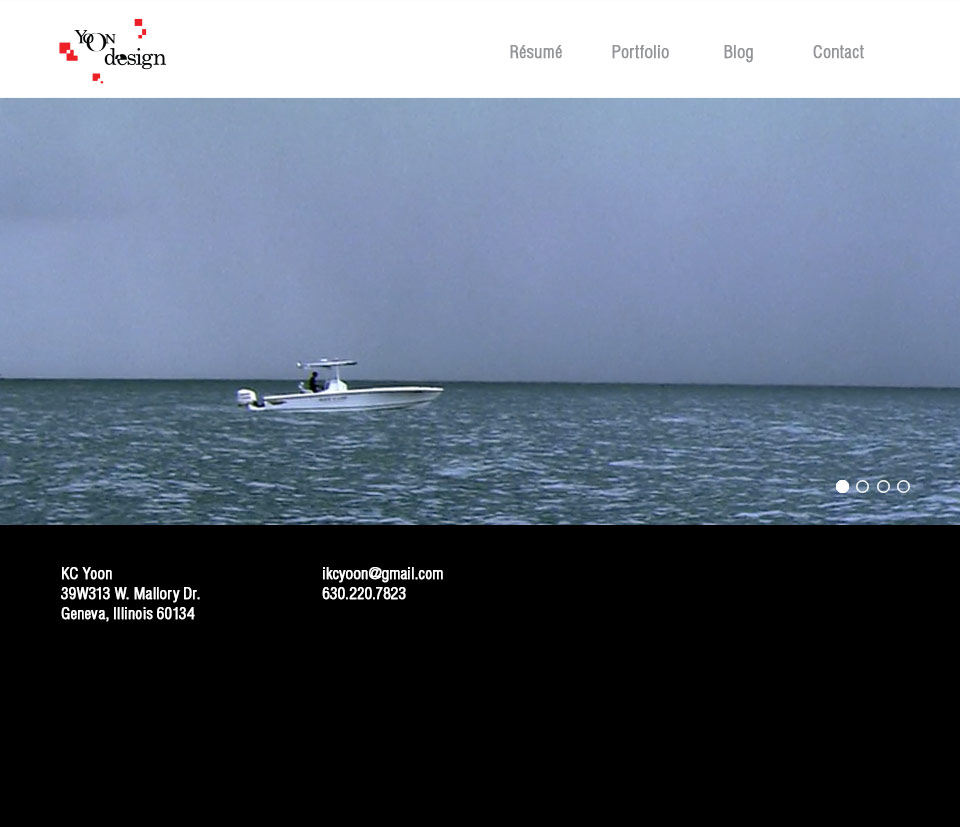 YoOn
design
Résumé
Portfolio
Blog
Contact
KC Yoon
39W313 W. Mallory Dr.
Geneva, Illinois 60134
ikcyoon@gmail.com
630.220.7823